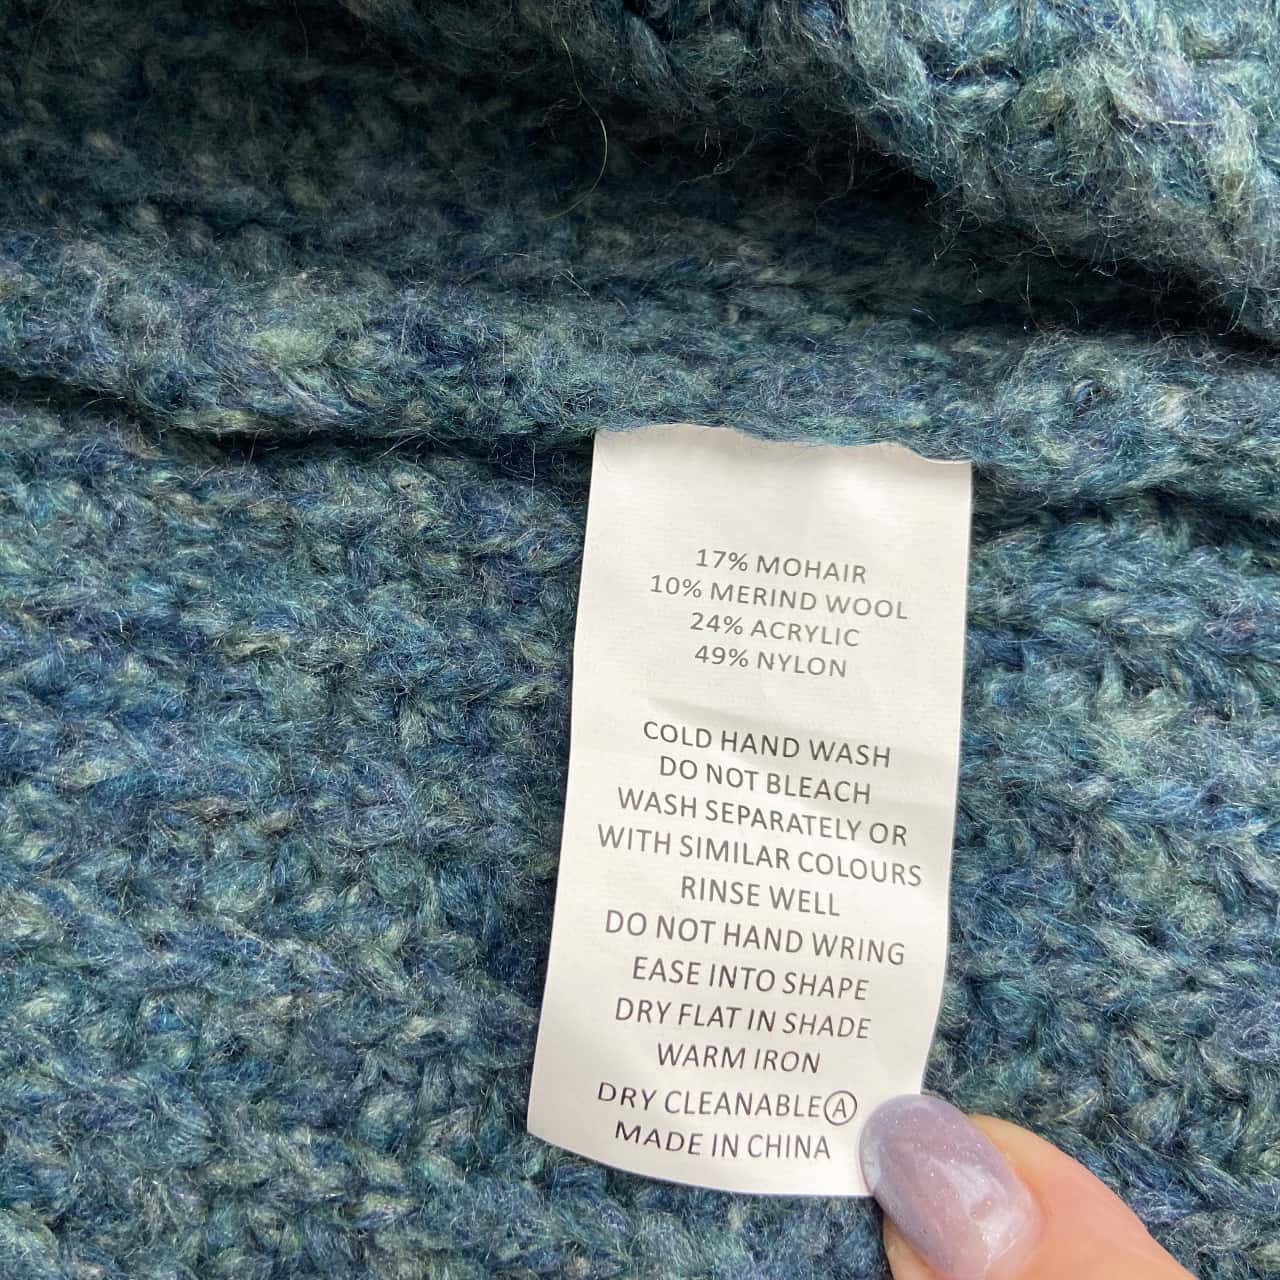 17% MOHAIR
10% MERIND WOOL
24% ACRYLIC
49% NYLON
COLD HAND WASH
DO NOT BLEACH
WASH SEPARATELY OR
WITH SIMILAR COLOURS
RINSE WELL
DO NOT HAND WRING
EASE INTO SHAPE
DRY FLAT IN SHADE
WARM IRON
DRY CLEANABLE Ⓐ
MADE IN CHINA